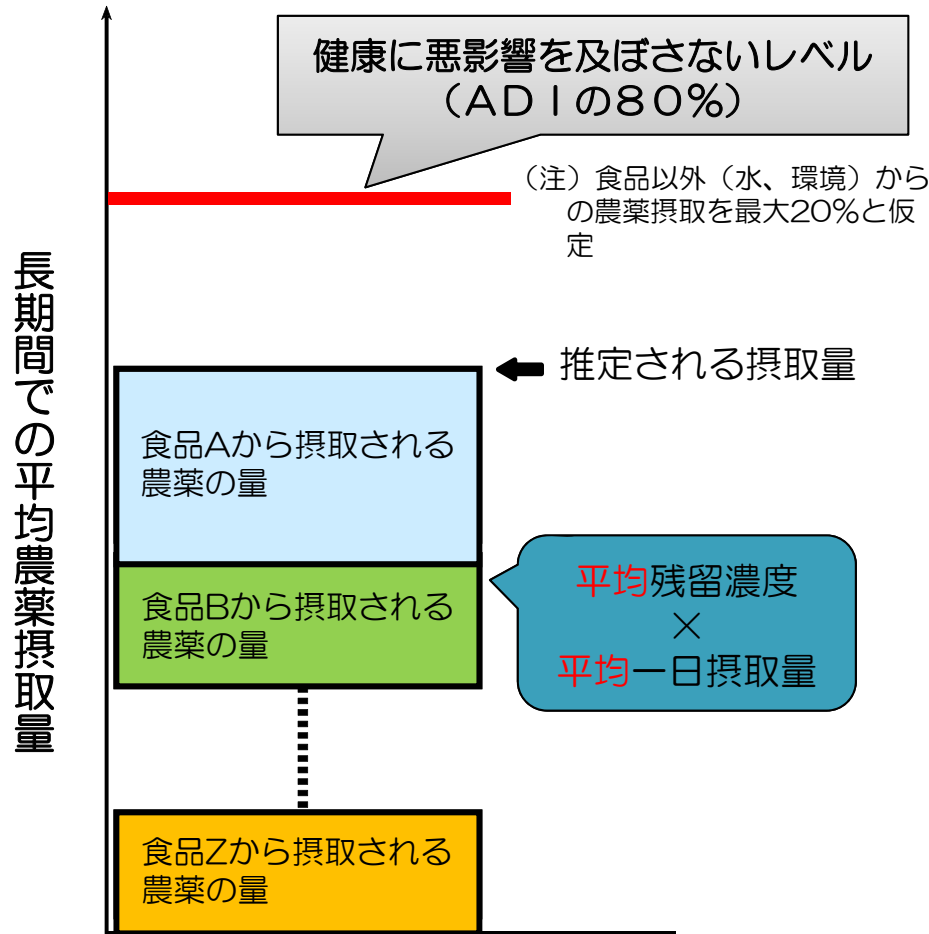 健康に悪影響を及ぼさないレベル
（ADIの80%）
（注）食品以外（水、環境）から
の農薬摂取を最大20%と仮
定
長期間での平均農薬摂取量
推定される摂取量
食品Aから摂取される
農薬の量
食品Bから摂取される
農薬の量
平均残留濃度
×
平均一日摂取量
食品Zから摂取される
農薬の量